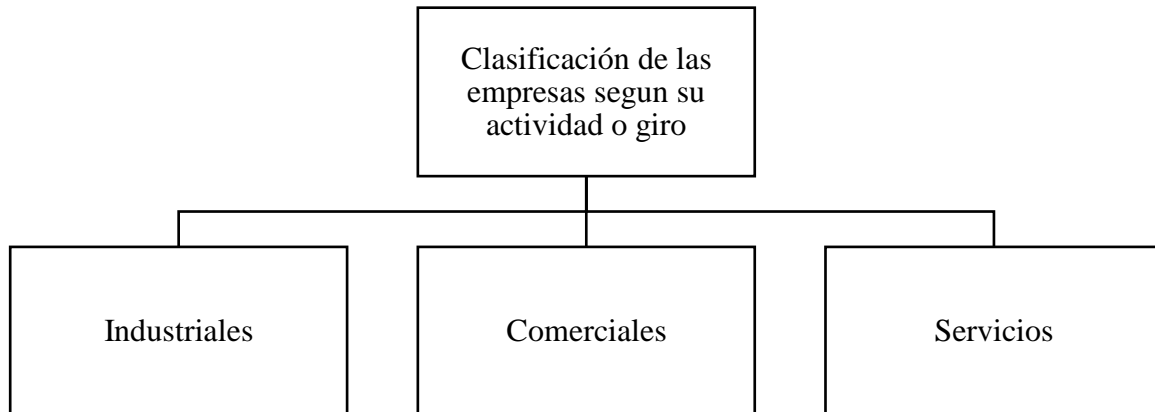 Clasificación de las
empresas segun su
actividad o giro
Industriales
Comerciales
Servicios